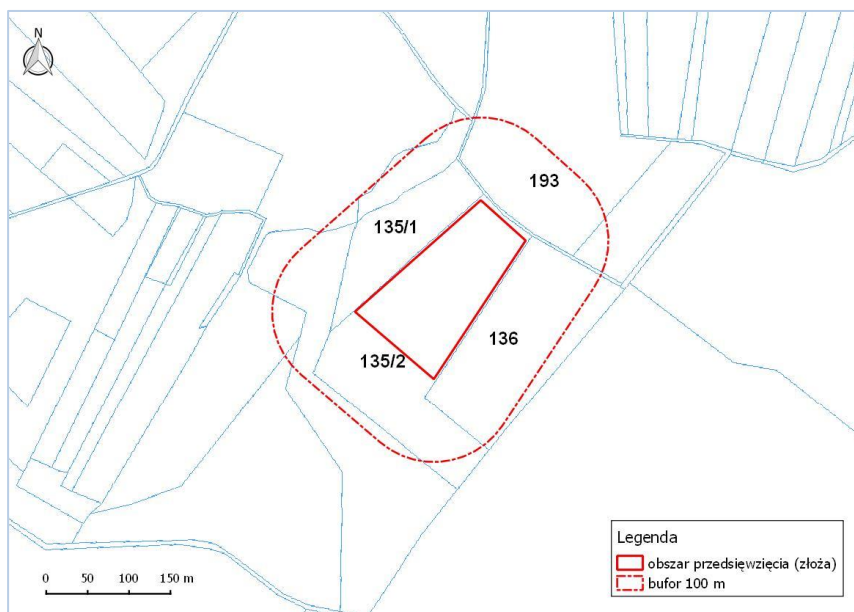 N
193
135/1
136
135/2
Legenda
obszar przedsięwzięcia (złoża)
bufor 100 m
0 50 100 150 m